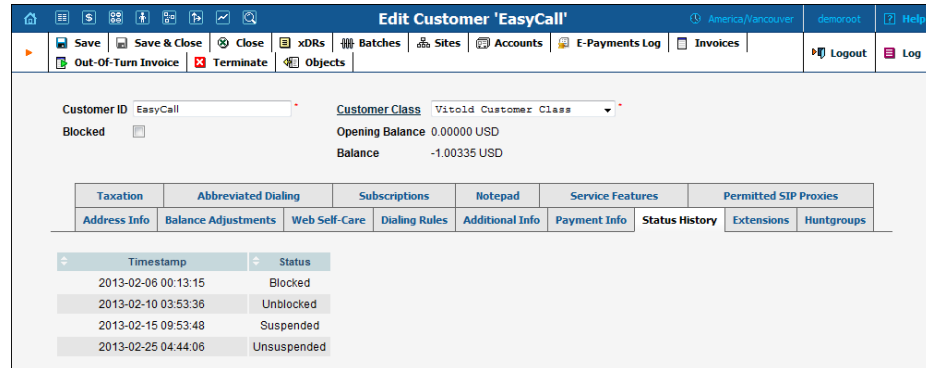 Edit Customer 'EasyCall' America/Vancouver demoroot Help
Save Save & Close Close xDRs Batches Sites Accounts E-Payments Log Invoices
Out-Of-Turn Invoice Terminate Objects Logout Log
Customer ID EasyCall * Customer Class Vitold Customer Class *
Blocked Opening Balance 0.00000 USD
Balance -1.00335 USD
Taxation Abbreviated Dialing Subscriptions Notepad Service Features Permitted SIP Proxies
Address Info Balance Adjustments Web Self-Care Dialing Rules Additional Info Payment Info Status History Extensions Huntgroups
Timestamp Status
2013-02-06 00:13:15 Blocked
2013-02-10 03:53:36 Unblocked
2013-02-15 09:53:48 Suspended
2013-02-25 04:44:06 Unsuspended